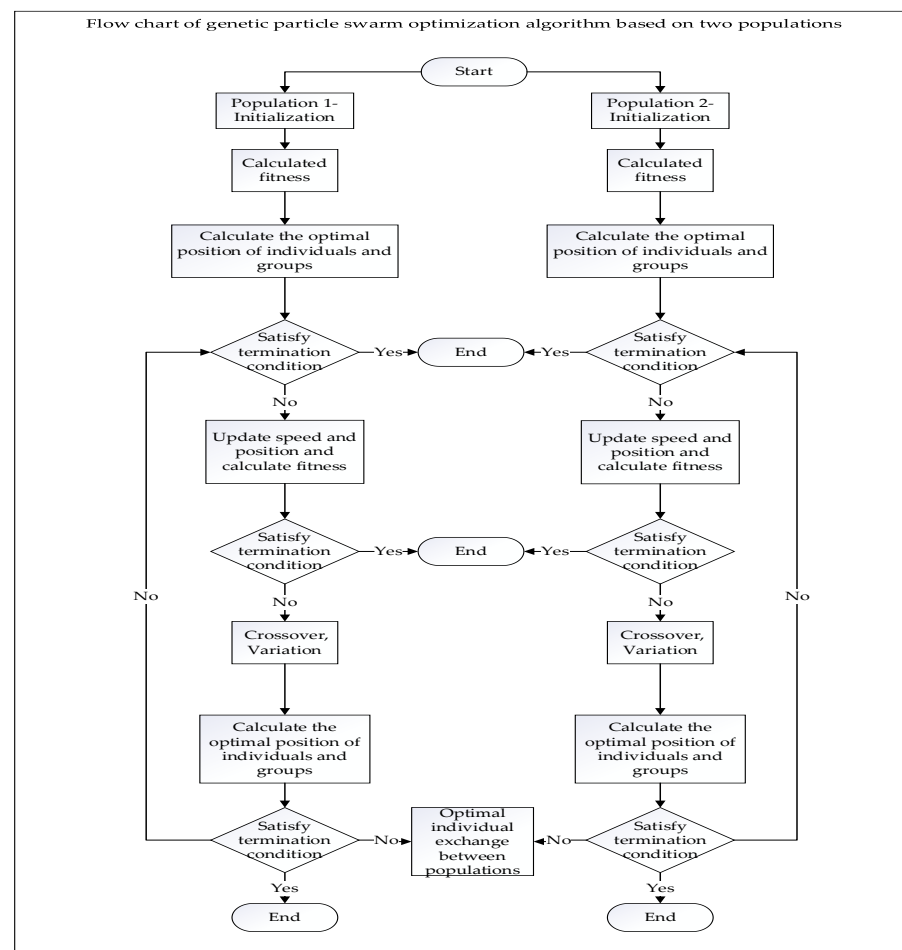 Flow chart of genetic particle swarm optimization algorithm based on two populations
Start
Population 1-
Initialization
Population 2-
Initialization
Calculated
fitness
Calculated
fitness
Calculate the optimal
position of individuals and
groups
Calculate the optimal
position of individuals and
groups
Satisfy
termination
condition
Yes
End
Yes
Satisfy
termination
condition
No
No
Update speed and
position and
calculate fitness
Update speed and
position and
calculate fitness
Satisfy
termination
condition
Yes
End
Yes
Satisfy
termination
condition
No
No
No
No
Crossover,
Variation
Crossover,
Variation
Calculate the
optimal position of
individuals and
groups
Calculate the
optimal position of
individuals and
groups
Satisfy
termination
condition
No
Optimal
individual
exchange
between
populations
No
Satisfy
termination
condition
Yes
Yes
End
End